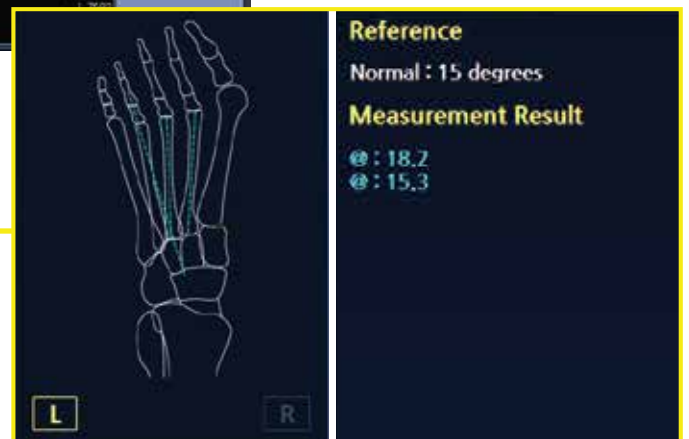 Reference
Normal : 15 degrees
Measurement Result
@ : 18.2
@ : 15.3
L
R